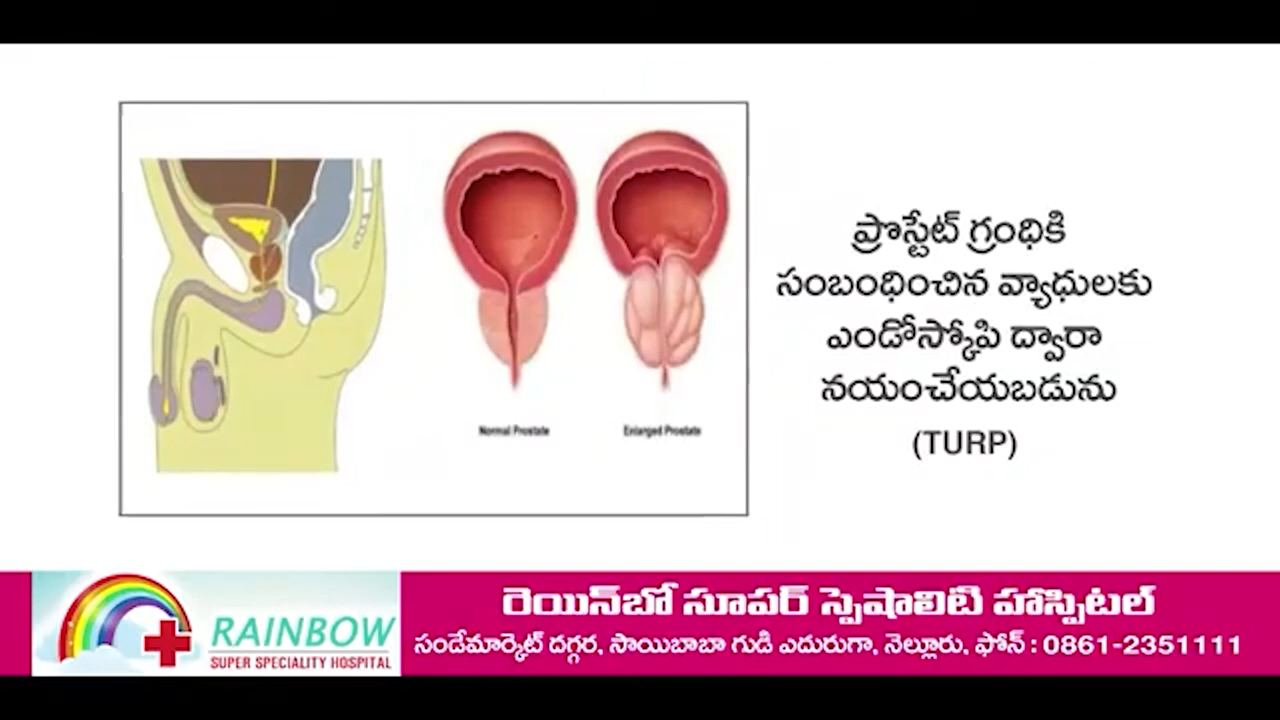 ప్రొస్టేట్ గ్రంధికి
సంబంధించిన వ్యాధులకు
ఎండోస్కోపి ద్వారా
నయంచేయబడును
(TURP)
Normal Prostate
Enlarged Prostate
RAINBOW
SUPER SPECIALITY HOSPITAL
రెయిన్‌బో సూపర్ స్పెషాలిటి హాస్పిటల్
సండేమార్కెట్ దగ్గర, సాయిబాబా గుడి ఎదురుగా, నెల్లూరు, ఫోన్ : 0861-2351111